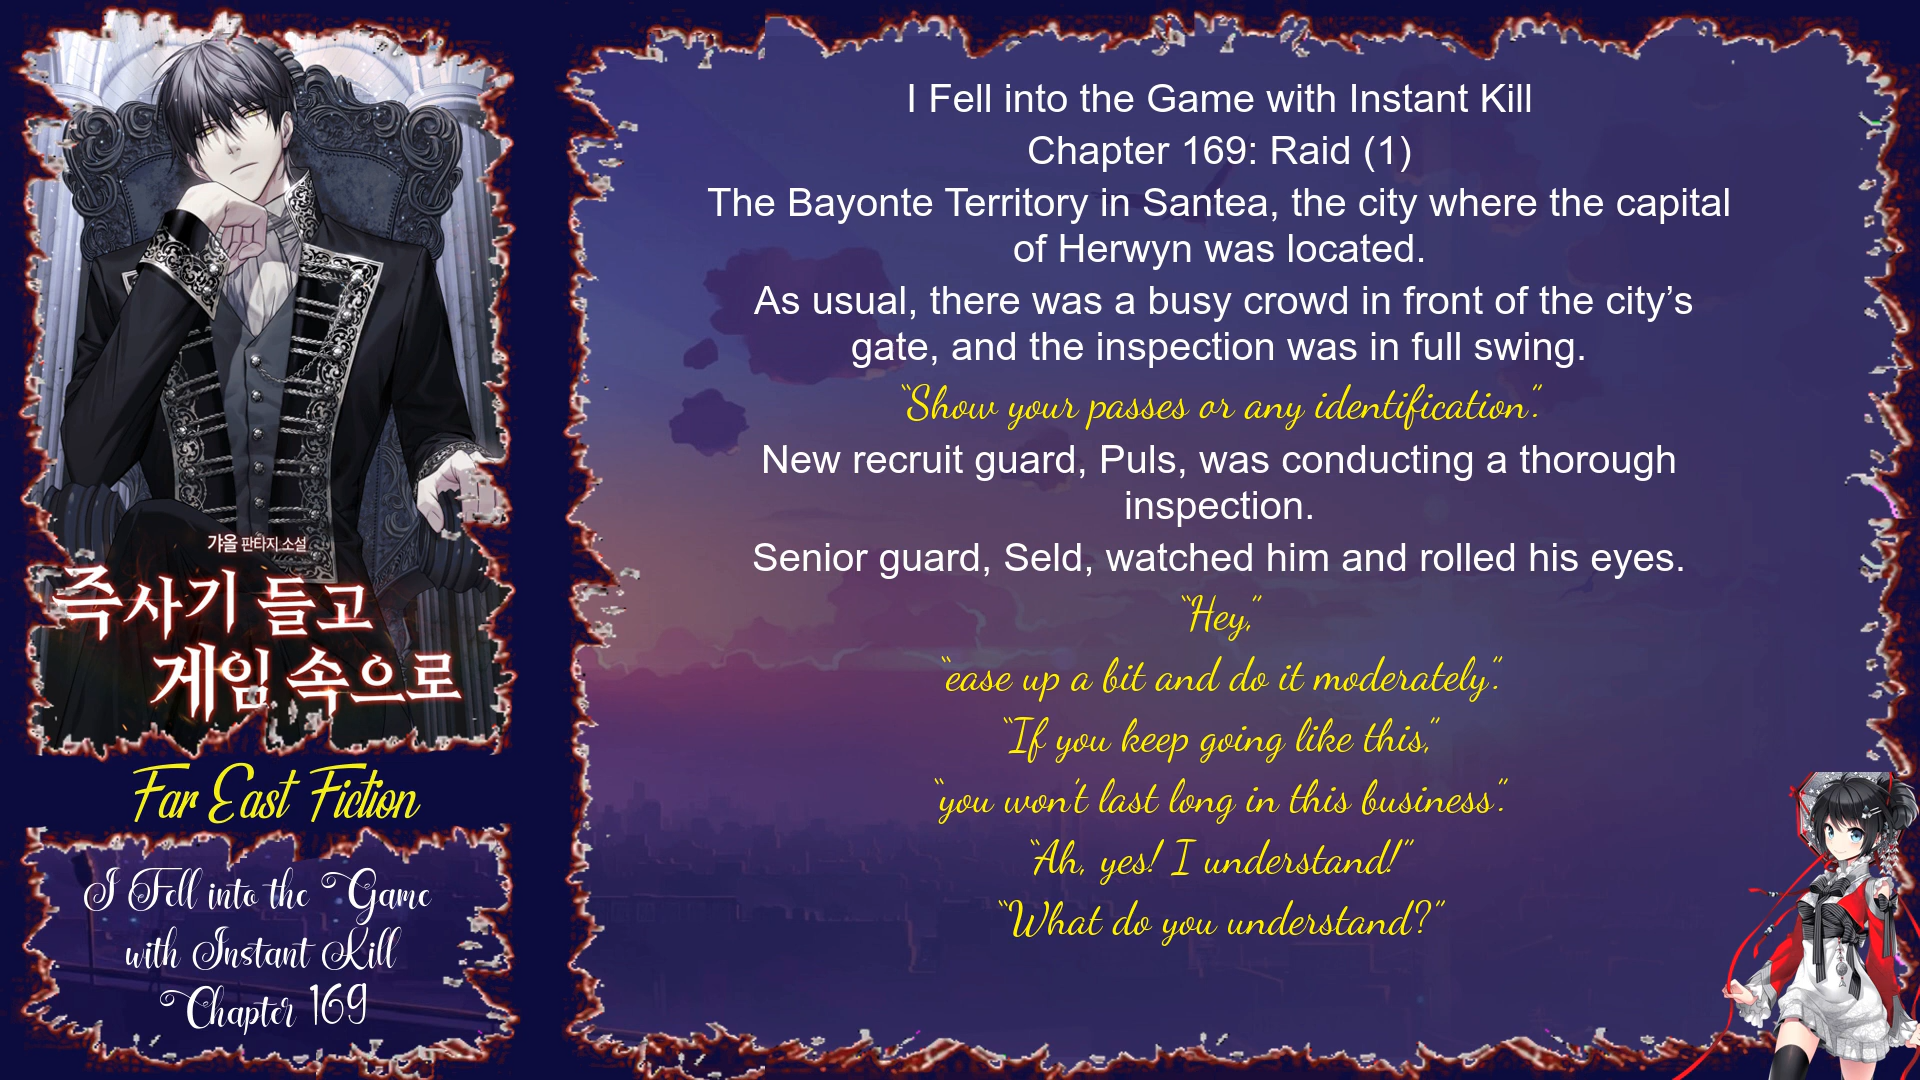 갸올 판타지 소설
즉사기 들고
게임 속으로
Far East Fiction
I Fell into the Game
with Instant Kill
Chapter 169
I Fell into the Game with Instant Kill
Chapter 169: Raid (1)
The Bayonte Territory in Santea, the city where the capital
of Herwyn was located.
As usual, there was a busy crowd in front of the city’s
gate, and the inspection was in full swing.
“Show your passes or any identification”.
New recruit guard, Puls, was conducting a thorough
inspection.
Senior guard, Seld, watched him and rolled his eyes.
“Hey,”
“ease up a bit and do it moderately”.
“If you keep going like this,”
“you won’t last long in this business”.
“Ah, yes! I understand!”
“What do you understand?”